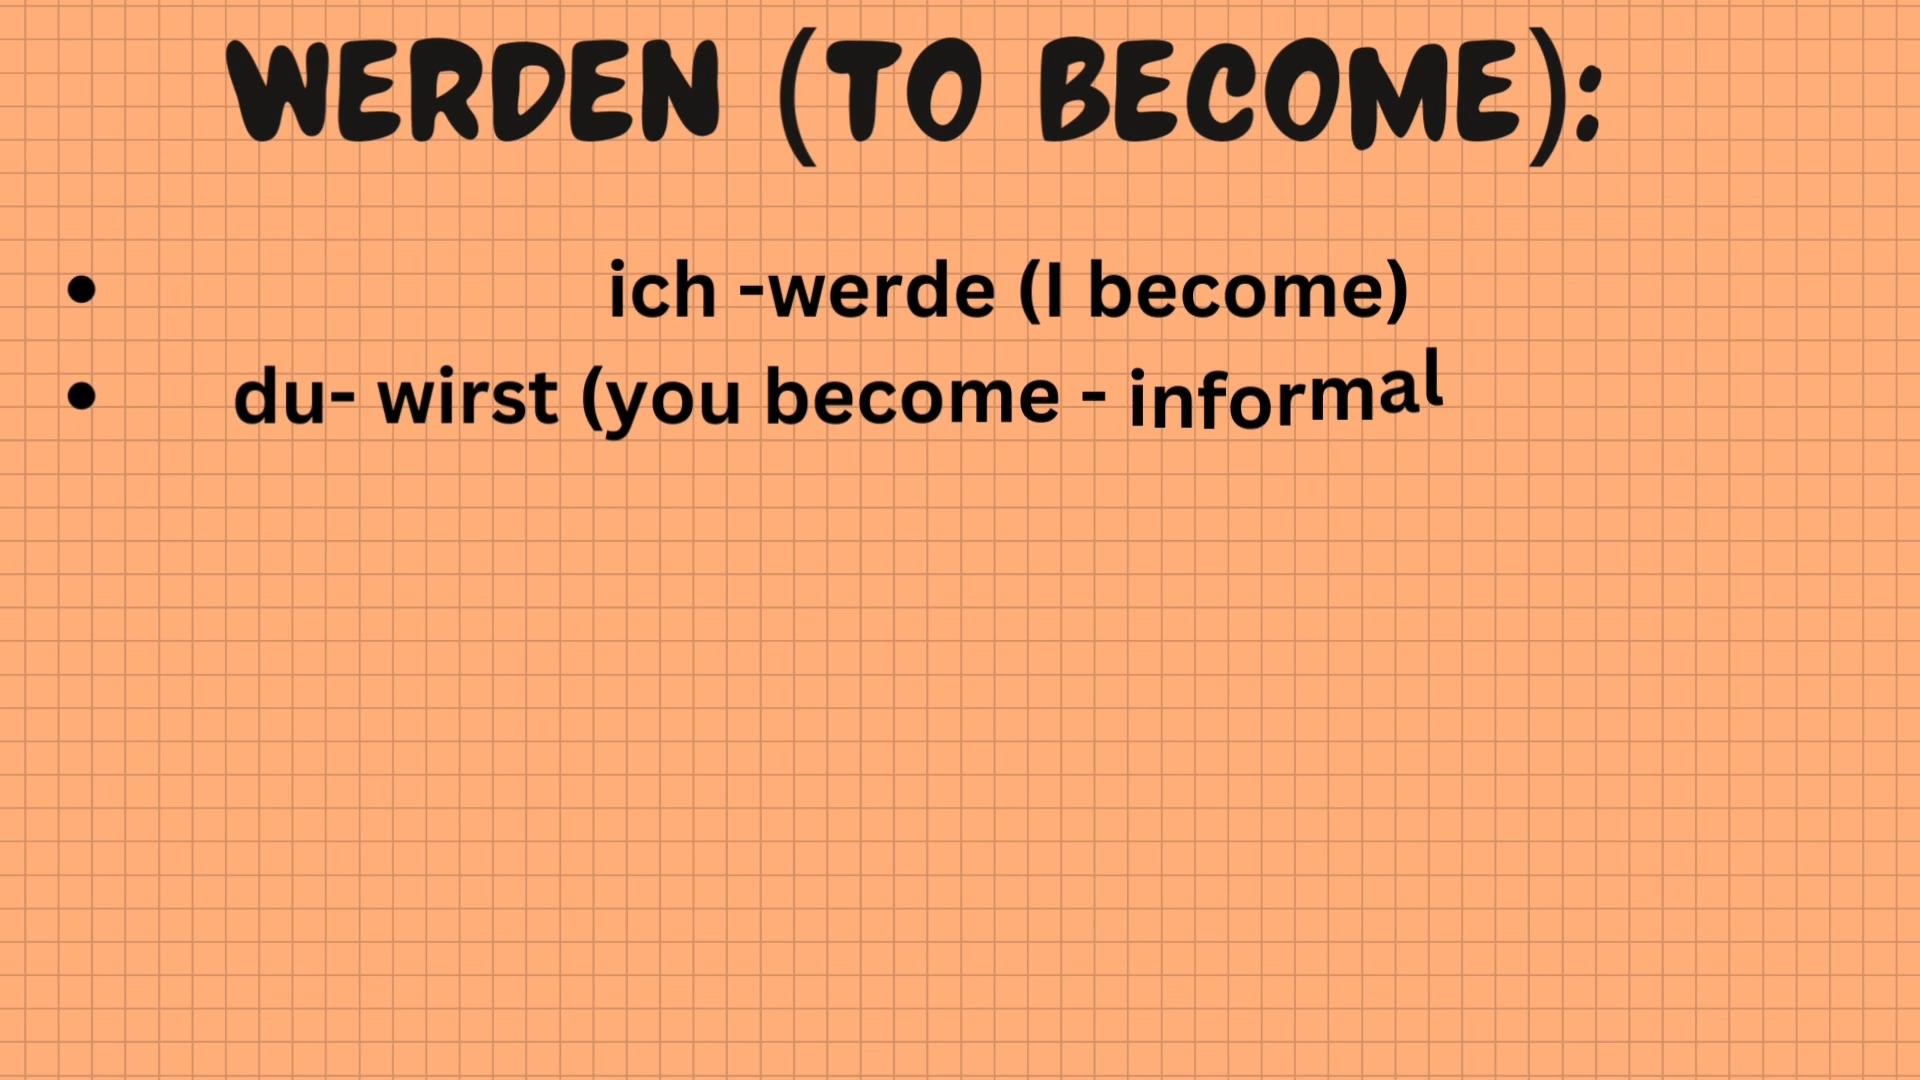 WERDEN (TO BECOME):
• ich -werde (I become)
• du- wirst (you become - informal